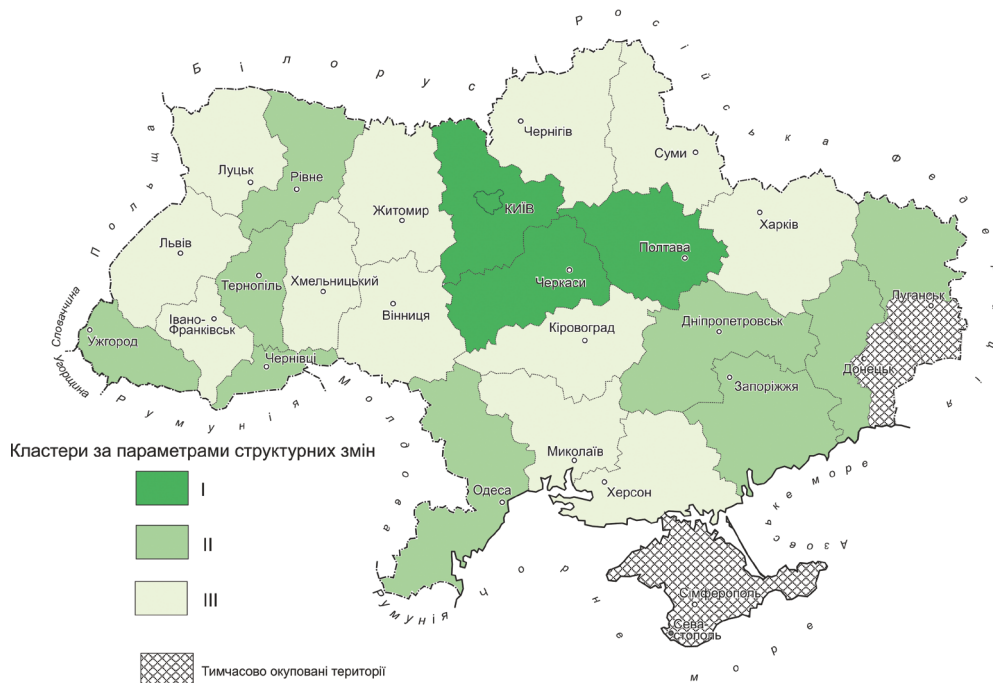 Білорусь
Російська Федерація
Польща
Словаччина
Угорщина
Румунія
Молдова
Румунія
Чорне море
Азовське море
Чернігів
Суми
Луцьк
Рівне
Житомир
КИЇВ
Харків
Львів
Тернопіль
Хмельницький
Полтава
Черкаси
Луганськ
Івано-
Франківськ
Вінниця
Кіровоград
Дніпропетровськ
Ужгород
Чернівці
Донецьк
Запоріжжя
Миколаїв
Херсон
Одеса
Сімферополь
Сева-
стополь
Кластери за параметрами структурних змін
I
II
III
Тимчасово окуповані території